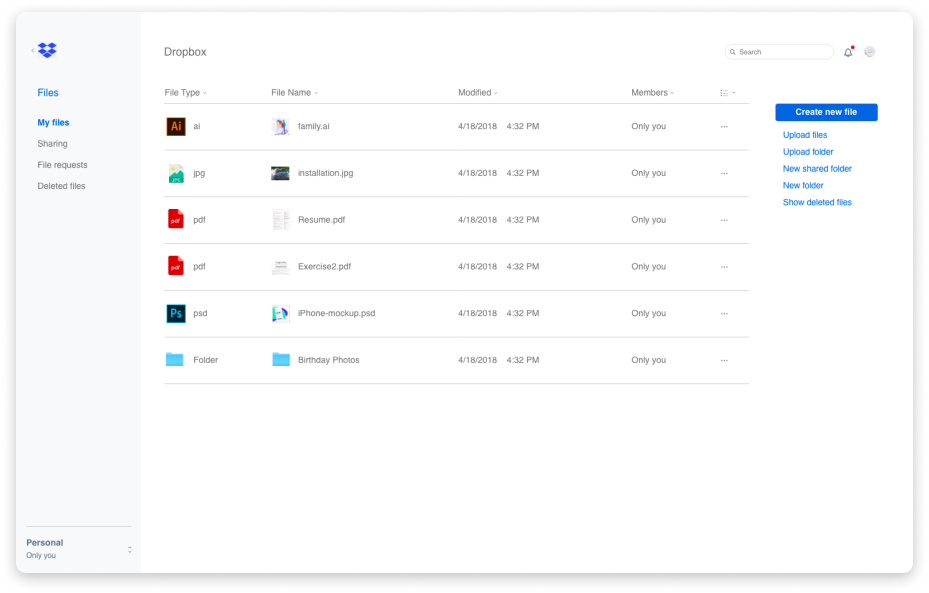 Dropbox
Search
Files
My files
Sharing
File requests
Deleted files
File Type File Name Modified Members
Ai ai family.ai 4/18/2018 4:32 PM Only you ...
JPG jpg installation.jpg 4/18/2018 4:32 PM Only you ...
pdf pdf Resume.pdf 4/18/2018 4:32 PM Only you ...
pdf pdf Exercise2.pdf 4/18/2018 4:32 PM Only you ...
Ps psd iPhone-mockup.psd 4/18/2018 4:32 PM Only you ...
Folder Birthday Photos 4/18/2018 4:32 PM Only you ...
Create new file
Upload files
Upload folder
New shared folder
New folder
Show deleted files
Personal
Only you